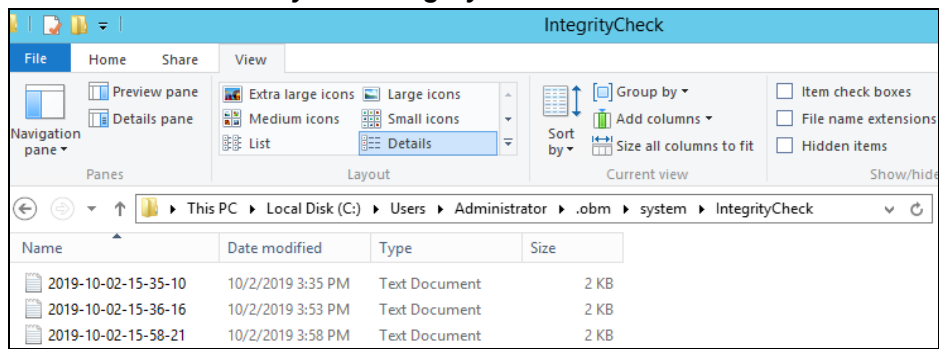 IntegrityCheck
File Home Share View
Navigation pane
Preview pane
Details pane
Panes
Extra large icons Large icons
Medium icons Small icons
List Details
Layout
Sort by
Group by
Add columns
Size all columns to fit
Current view
Item check boxes
File name extensions
Hidden items
Show/hide
This PC Local Disk (C:) Users Administrator .obm system IntegrityCheck
Name Date modified Type Size
2019-10-02-15-35-10 10/2/2019 3:35 PM Text Document 2 KB
2019-10-02-15-36-16 10/2/2019 3:53 PM Text Document 2 KB
2019-10-02-15-58-21 10/2/2019 3:58 PM Text Document 2 KB